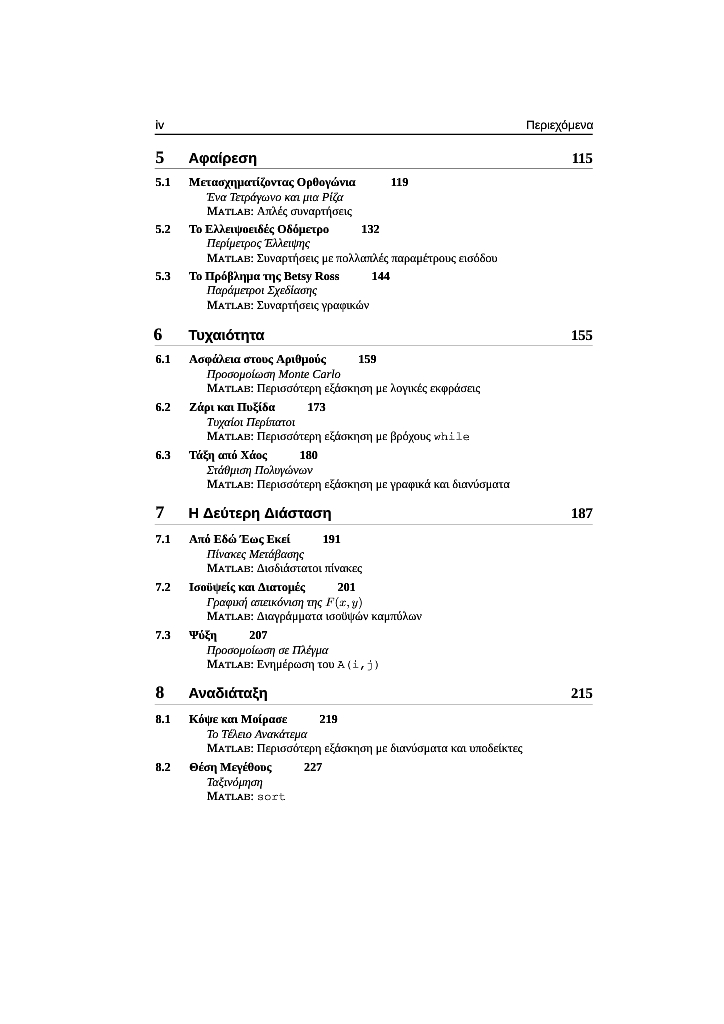 iv Περιεχόμενα
5 Αφαίρεση 115
5.1 Μετασχηματίζοντας Ορθογώνια 119
Ένα Τετράγωνο και μια Ρίζα
MATLAB: Απλές συναρτήσεις
5.2 Το Ελλειψοειδές Οδόμετρο 132
Περίμετρος Έλλειψης
MATLAB: Συναρτήσεις με πολλαπλές παραμέτρους εισόδου
5.3 Το Πρόβλημα της Betsy Ross 144
Παράμετροι Σχεδίασης
MATLAB: Συναρτήσεις γραφικών
6 Τυχαιότητα 155
6.1 Ασφάλεια στους Αριθμούς 159
Προσομοίωση Monte Carlo
MATLAB: Περισσότερη εξάσκηση με λογικές εκφράσεις
6.2 Ζάρι και Πυξίδα 173
Τυχαίοι Περίπατοι
MATLAB: Περισσότερη εξάσκηση με βρόχους while
6.3 Τάξη από Χάος 180
Στάθμιση Πολυγώνων
MATLAB: Περισσότερη εξάσκηση με γραφικά και διανύσματα
7 Η Δεύτερη Διάσταση 187
7.1 Από Εδώ Έως Εκεί 191
Πίνακες Μετάβασης
MATLAB: Δισδιάστατοι πίνακες
7.2 Ισοϋψείς και Διατομές 201
Γραφική απεικόνιση της F(x, y)
MATLAB: Διαγράμματα ισοϋψών καμπύλων
7.3 Ψύξη 207
Προσομοίωση σε Πλέγμα
MATLAB: Ενημέρωση του A(i,j)
8 Αναδιάταξη 215
8.1 Κόψε και Μοίρασε 219
Το Τέλειο Ανακάτεμα
MATLAB: Περισσότερη εξάσκηση με διανύσματα και υποδείκτες
8.2 Θέση Μεγέθους 227
Ταξινόμηση
MATLAB: sort